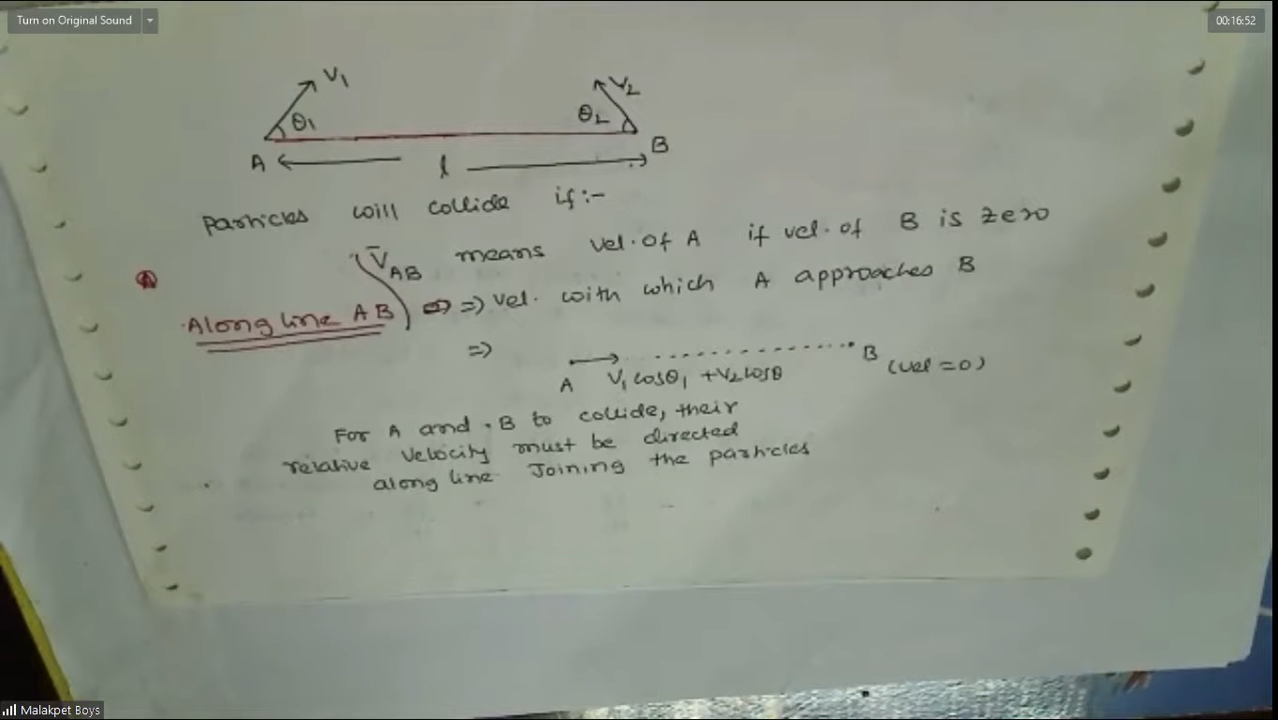 Turn on Original Sound
00:16:52
V1
V2
θ1
θ2
A
B
l
Particles will collide if:-
V̄AB means vel. of A if vel. of B is zero
Along line AB => vel. with which A approaches B
=>
A V1 cosθ1 + V2 cosθ B (vel = 0)
For A and B to collide, their
relative velocity must be directed
along line Joining the particles
Malakpet Boys